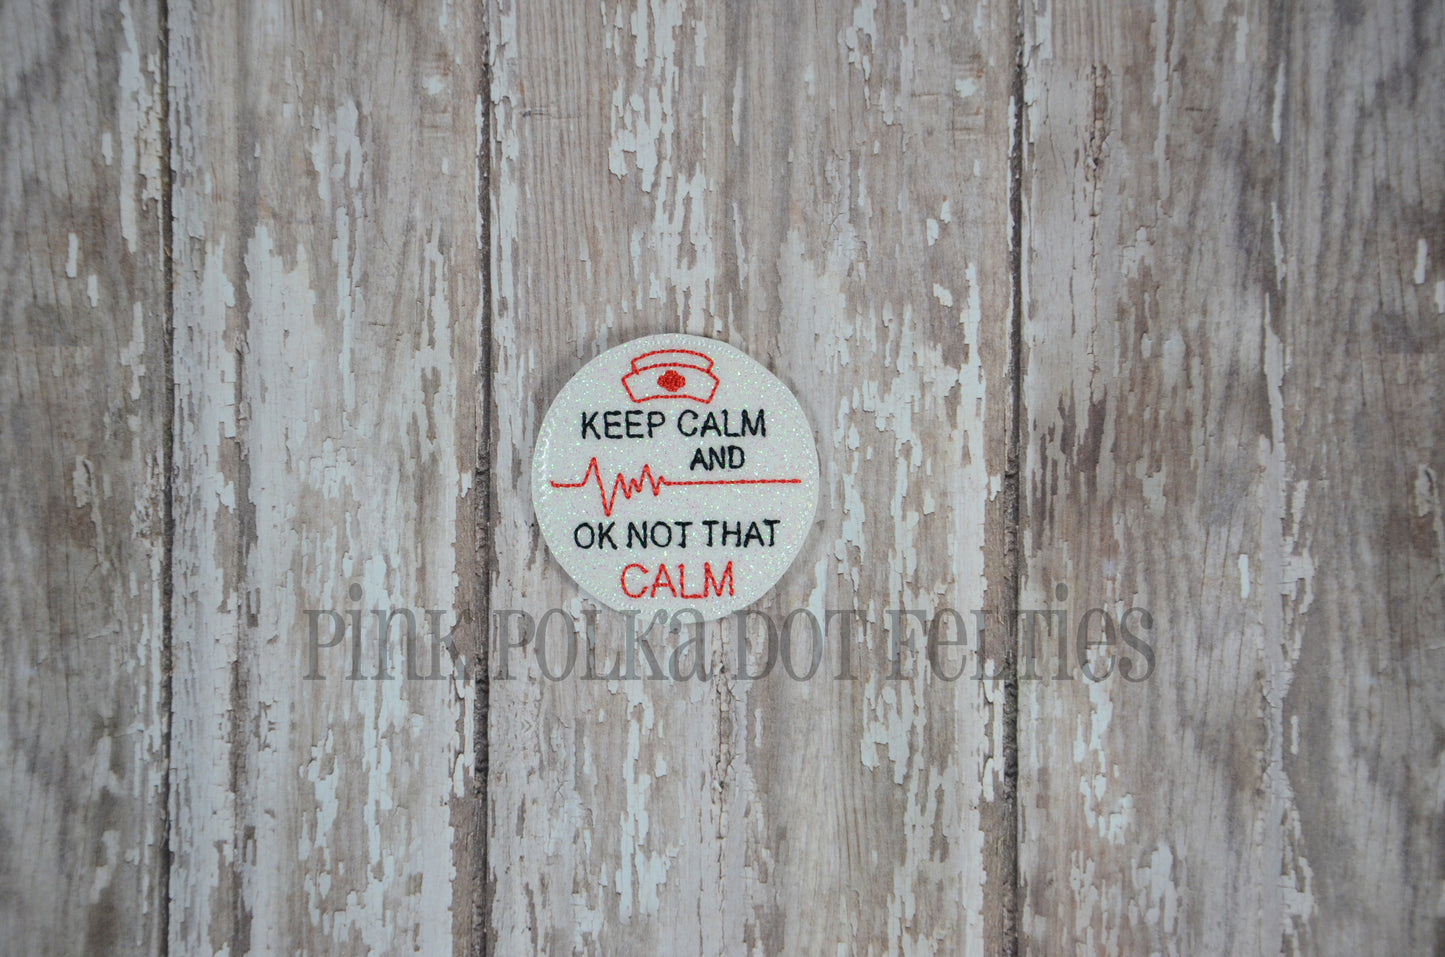 KEEP CALM
AND
OK NOT THAT
CALM
PINK POLKA DOT FELTIES